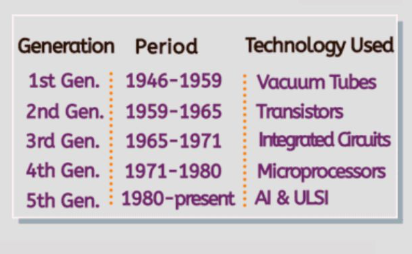 Generation Period Technology Used
1st Gen. 1946-1959 Vacuum Tubes
2nd Gen. 1959-1965 Transistors
3rd Gen. 1965-1971 Integrated Circuits
4th Gen. 1971-1980 Microprocessors
5th Gen. 1980-present AI & ULSI